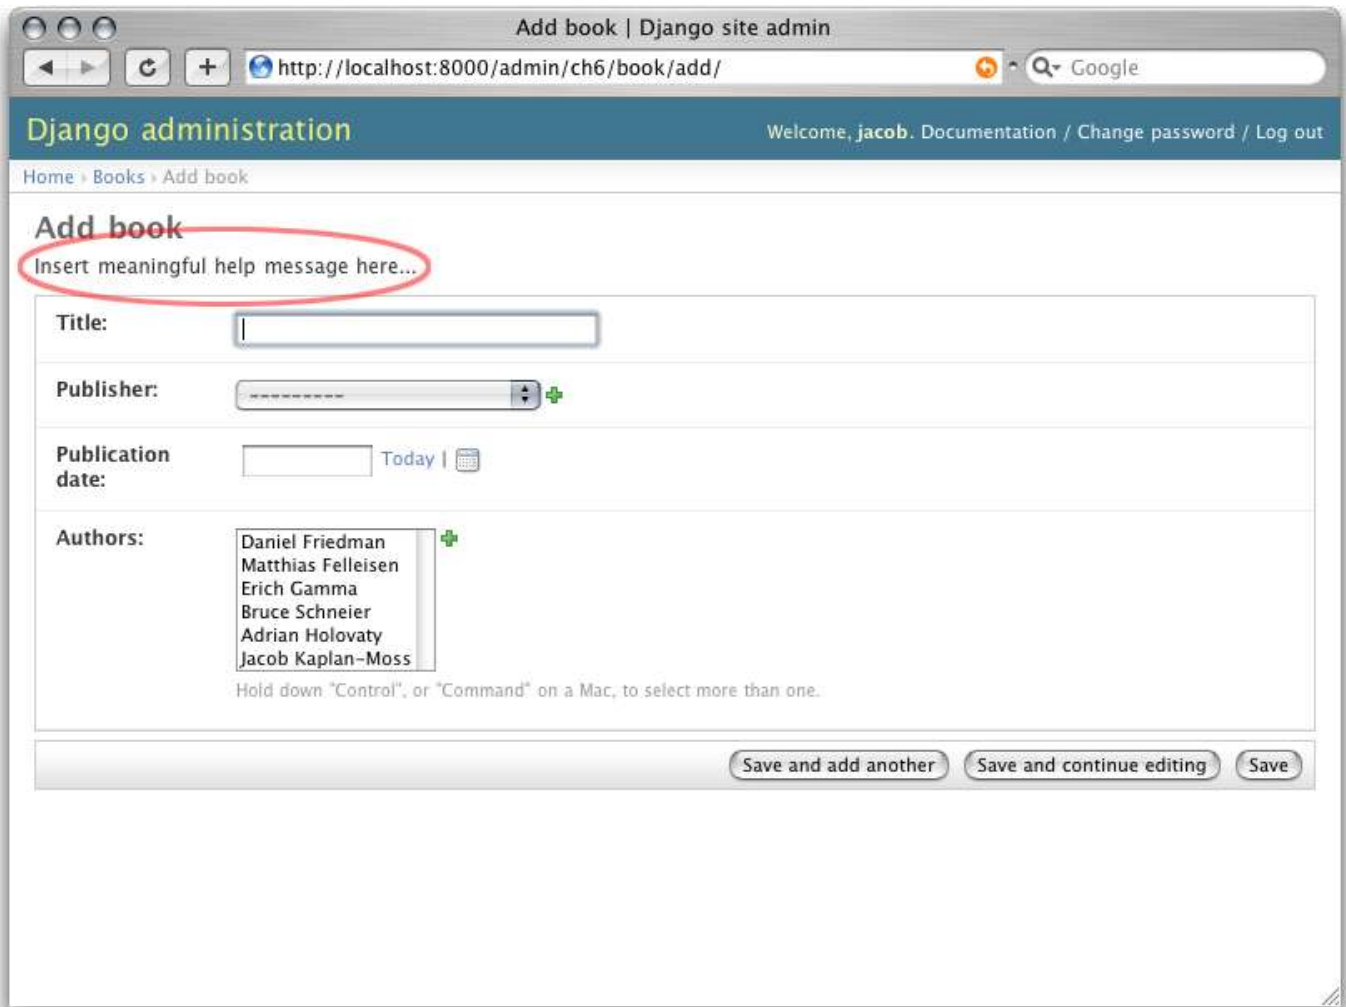 Add book | Django site admin
http://localhost:8000/admin/ch6/book/add/
Google
Django administration
Welcome, jacob. Documentation / Change password / Log out
Home › Books › Add book
Add book
Insert meaningful help message here...
Title:
Publisher:
---------
Publication
date:
Today |
Authors:
Daniel Friedman
Matthias Felleisen
Erich Gamma
Bruce Schneier
Adrian Holovaty
Jacob Kaplan-Moss
Hold down "Control", or "Command" on a Mac, to select more than one.
Save and add another
Save and continue editing
Save